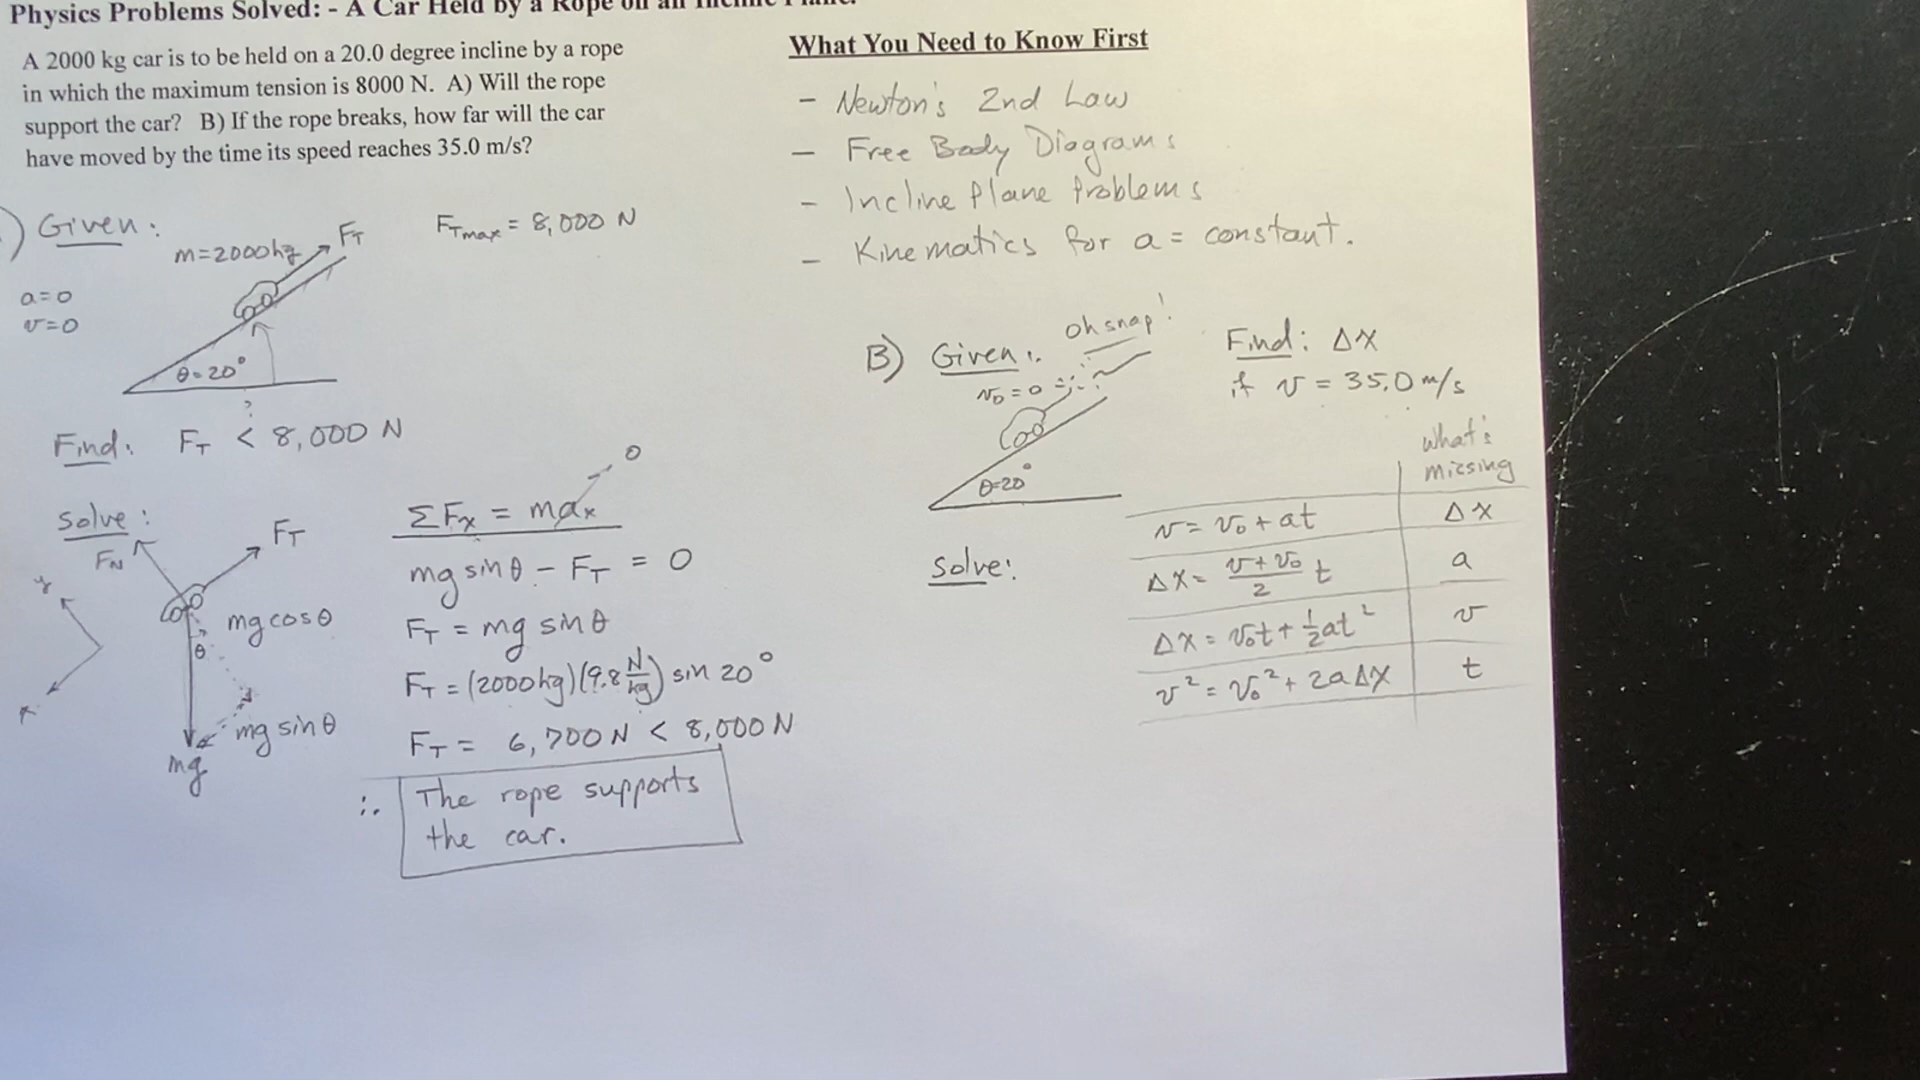 Physics Problems Solved: - A Car Held by a Rope on an Incline Plane.
A 2000 kg car is to be held on a 20.0 degree incline by a rope
in which the maximum tension is 8000 N. A) Will the rope
support the car? B) If the rope breaks, how far will the car
have moved by the time its speed reaches 35.0 m/s?
) Given:
m=2000kg
FT
FTmax = 8,000 N
a=0
v=0
θ=20°
?
Find: FT < 8,000 N
Solve:
FN
FT
y
x
mg cosθ
θ
mg sinθ
mg
ΣFx = max
0
mg sinθ - FT = 0
FT = mg sinθ
FT = (2000kg)(9.8 N/kg) sin 20°
FT = 6,700N < 8,000N
∴ The rope supports
the car.
What You Need to Know First
- Newton's 2nd Law
- Free Body Diagrams
- Incline Plane Problems
- Kinematics for a = constant.
B) Given:
oh snap!
v0=0
θ=20°
Find: Δx
if v = 35.0 m/s
Solve:
what's
missing
v = v0 + at Δx
Δx = (v + v0)/2 t a
Δx = v0t + ½at² v
v² = v0² + 2aΔx t